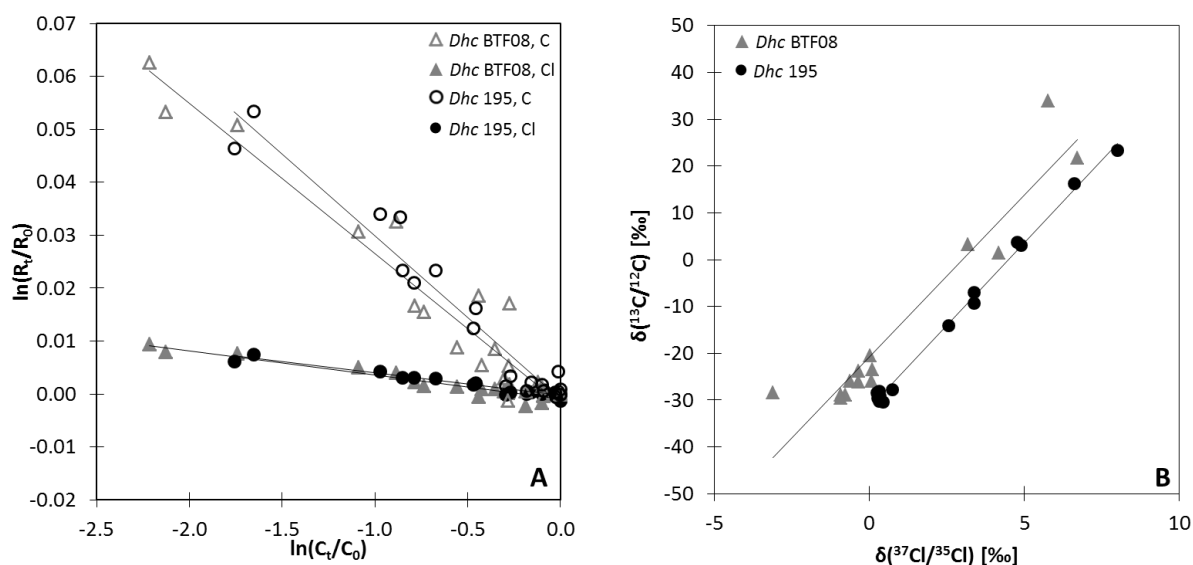 0.07
0.06
0.05
0.04
0.03
0.02
0.01
0.00
-0.01
-0.02
ln(Rt/R0)
-2.5 -2.0 -1.5 -1.0 -0.5 0.0
ln(Ct/C0)
Dhc BTF08, C
Dhc BTF08, Cl
Dhc 195, C
Dhc 195, Cl
A
50
40
30
20
10
0
-10
-20
-30
-40
-50
δ(¹³C/¹²C) [‰]
-5 0 5 10
δ(³⁷Cl/³⁵Cl) [‰]
Dhc BTF08
Dhc 195
B